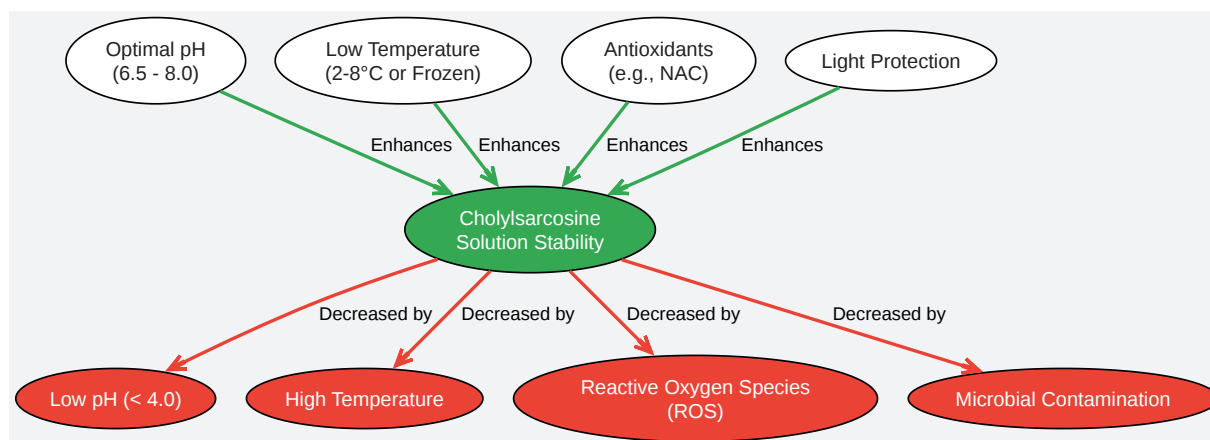 Optimal pH
(6.5 - 8.0)
Low Temperature
(2-8°C or Frozen)
Antioxidants
(e.g., NAC)
Light Protection
Enhances
Enhances
Enhances
Enhances
Cholylsarcosine
Solution Stability
Decreased by
Decreased by
Decreased by
Decreased by
Low pH (< 4.0)
High Temperature
Reactive Oxygen Species
(ROS)
Microbial Contamination